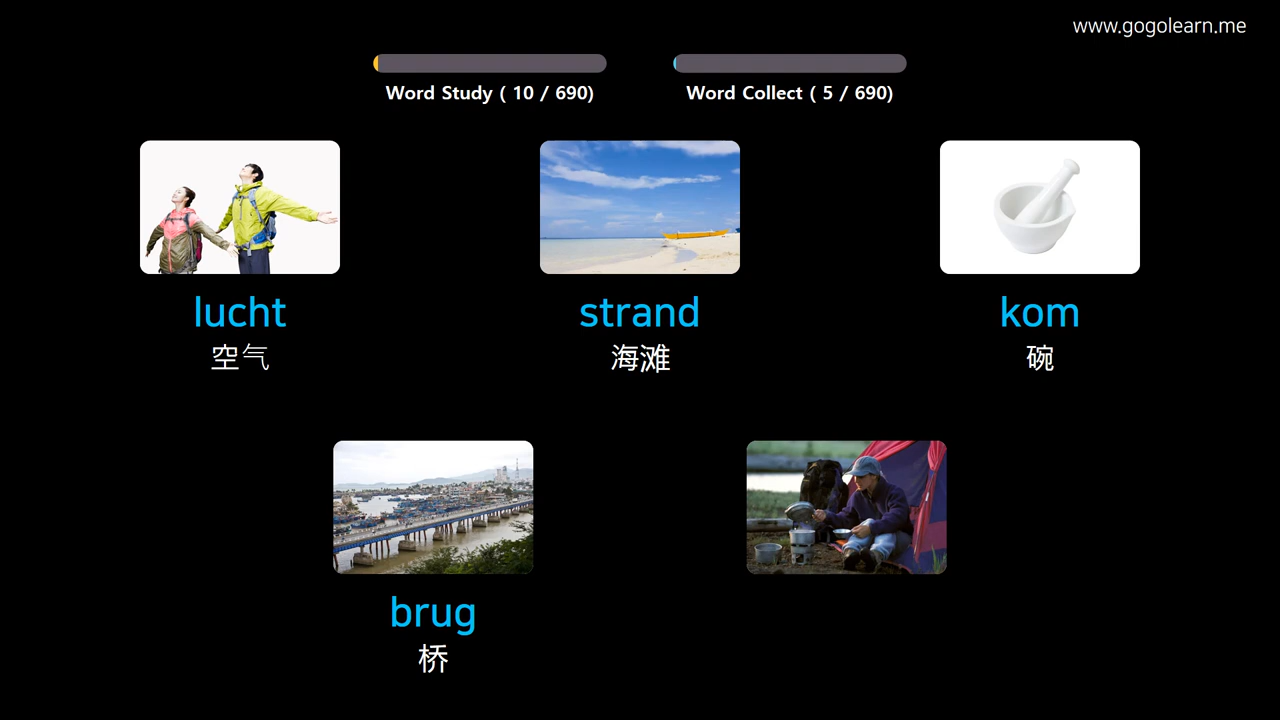 www.gogolearn.me
Word Study ( 10 / 690)
Word Collect ( 5 / 690)
lucht
空气
strand
海滩
kom
碗
brug
桥